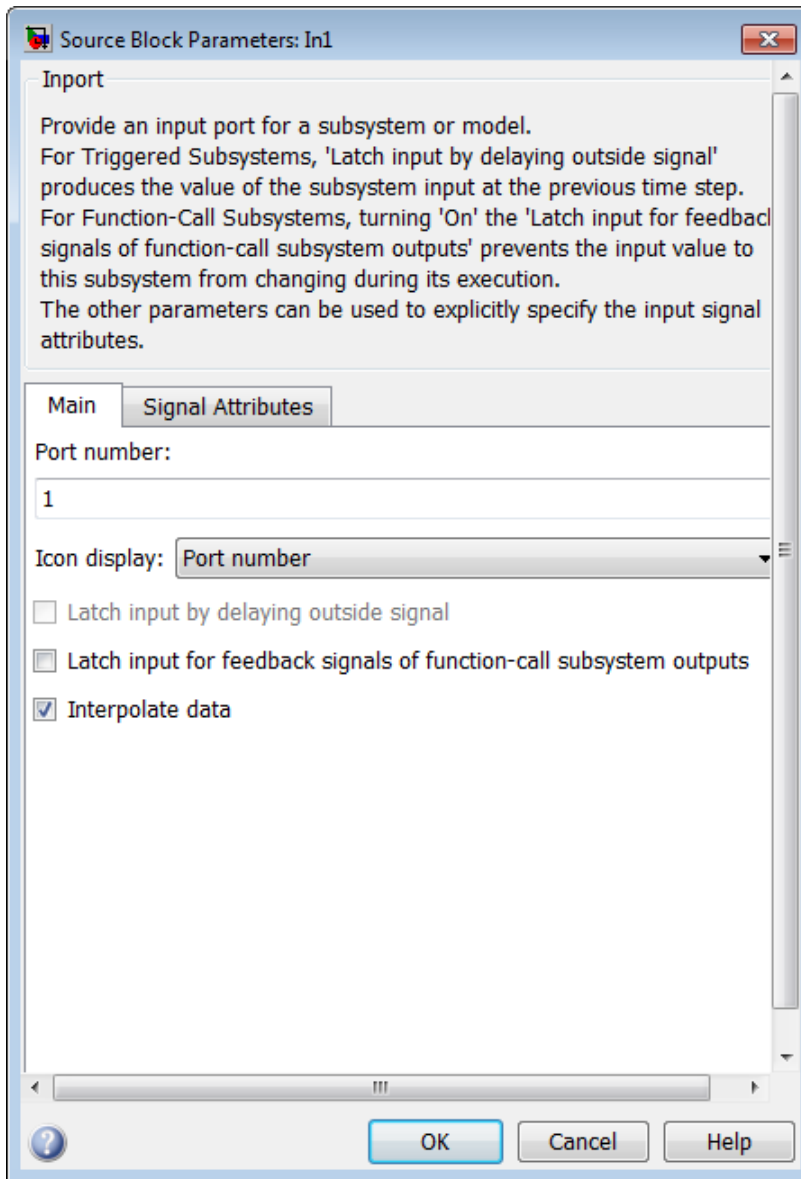 Source Block Parameters: In1
Inport
Provide an input port for a subsystem or model.
For Triggered Subsystems, 'Latch input by delaying outside signal'
produces the value of the subsystem input at the previous time step.
For Function-Call Subsystems, turning 'On' the 'Latch input for feedback
signals of function-call subsystem outputs' prevents the input value to
this subsystem from changing during its execution.
The other parameters can be used to explicitly specify the input signal
attributes.
Main Signal Attributes
Port number:
1
Icon display: Port number
Latch input by delaying outside signal
Latch input for feedback signals of function-call subsystem outputs
Interpolate data
? OK Cancel Help